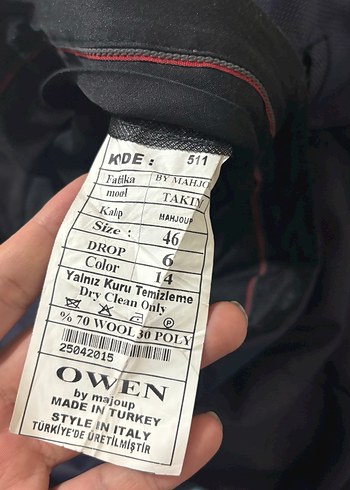 KODE : 511
Fabika BY MAHJO
mool TAKIM
Kalıp MAHJOUP
Size : 46
DROP 6
Color 14
Yalnız Kuru Temizleme
Dry Clean Only
P
% 70 WOOL 30 POLY
25042015
OWEN
by majoup
MADE IN TURKEY
STYLE IN ITALY
TÜRKİYE'DE ÜRETİLMİŞTİR